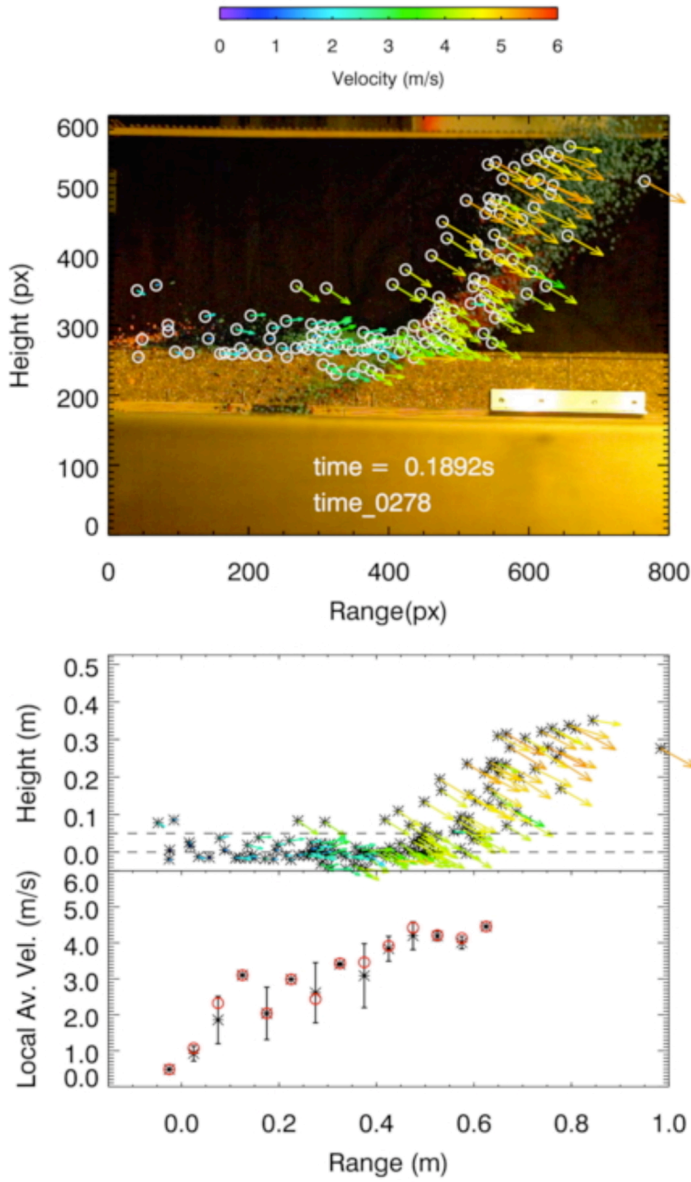 0 1 2 3 4 5 6
Velocity (m/s)
600
500
400
300
200
100
0
Height (px)
time = 0.1892s
time_0278
0 200 400 600 800
Range(px)
0.5
0.4
0.3
0.2
0.1
0.0
Height (m)
6.0
5.0
4.0
3.0
2.0
1.0
0.0
Local Av. Vel. (m/s)
0.0 0.2 0.4 0.6 0.8 1.0
Range (m)